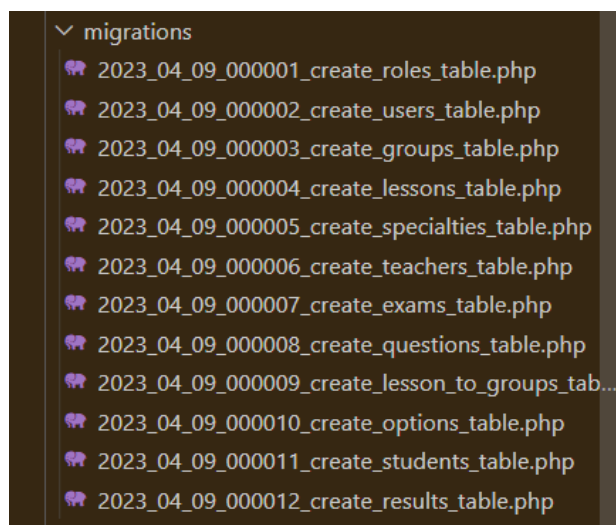 migrations
2023_04_09_000001_create_roles_table.php
2023_04_09_000002_create_users_table.php
2023_04_09_000003_create_groups_table.php
2023_04_09_000004_create_lessons_table.php
2023_04_09_000005_create_specialties_table.php
2023_04_09_000006_create_teachers_table.php
2023_04_09_000007_create_exams_table.php
2023_04_09_000008_create_questions_table.php
2023_04_09_000009_create_lesson_to_groups_tab...
2023_04_09_000010_create_options_table.php
2023_04_09_000011_create_students_table.php
2023_04_09_000012_create_results_table.php